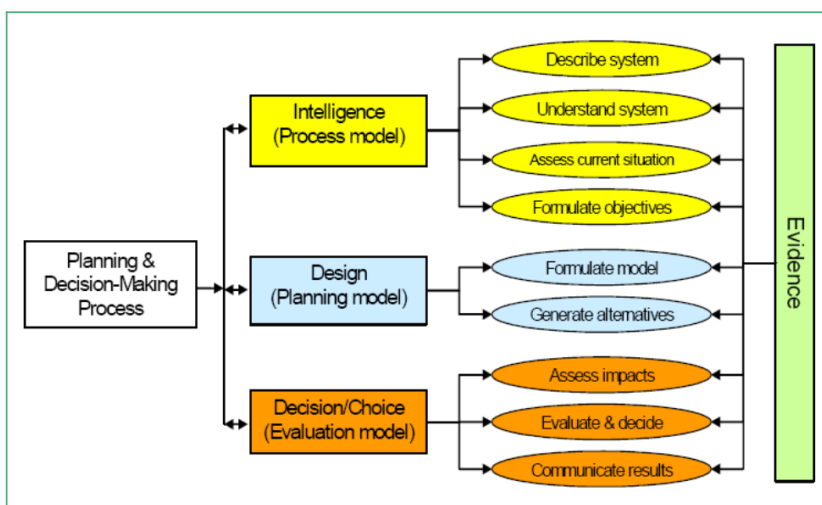 Planning &
Decision-Making
Process
Intelligence
(Process model)
Describe system
Understand system
Assess current situation
Formulate objectives
Design
(Planning model)
Formulate model
Generate alternatives
Decision/Choice
(Evaluation model)
Assess impacts
Evaluate & decide
Communicate results
Evidence